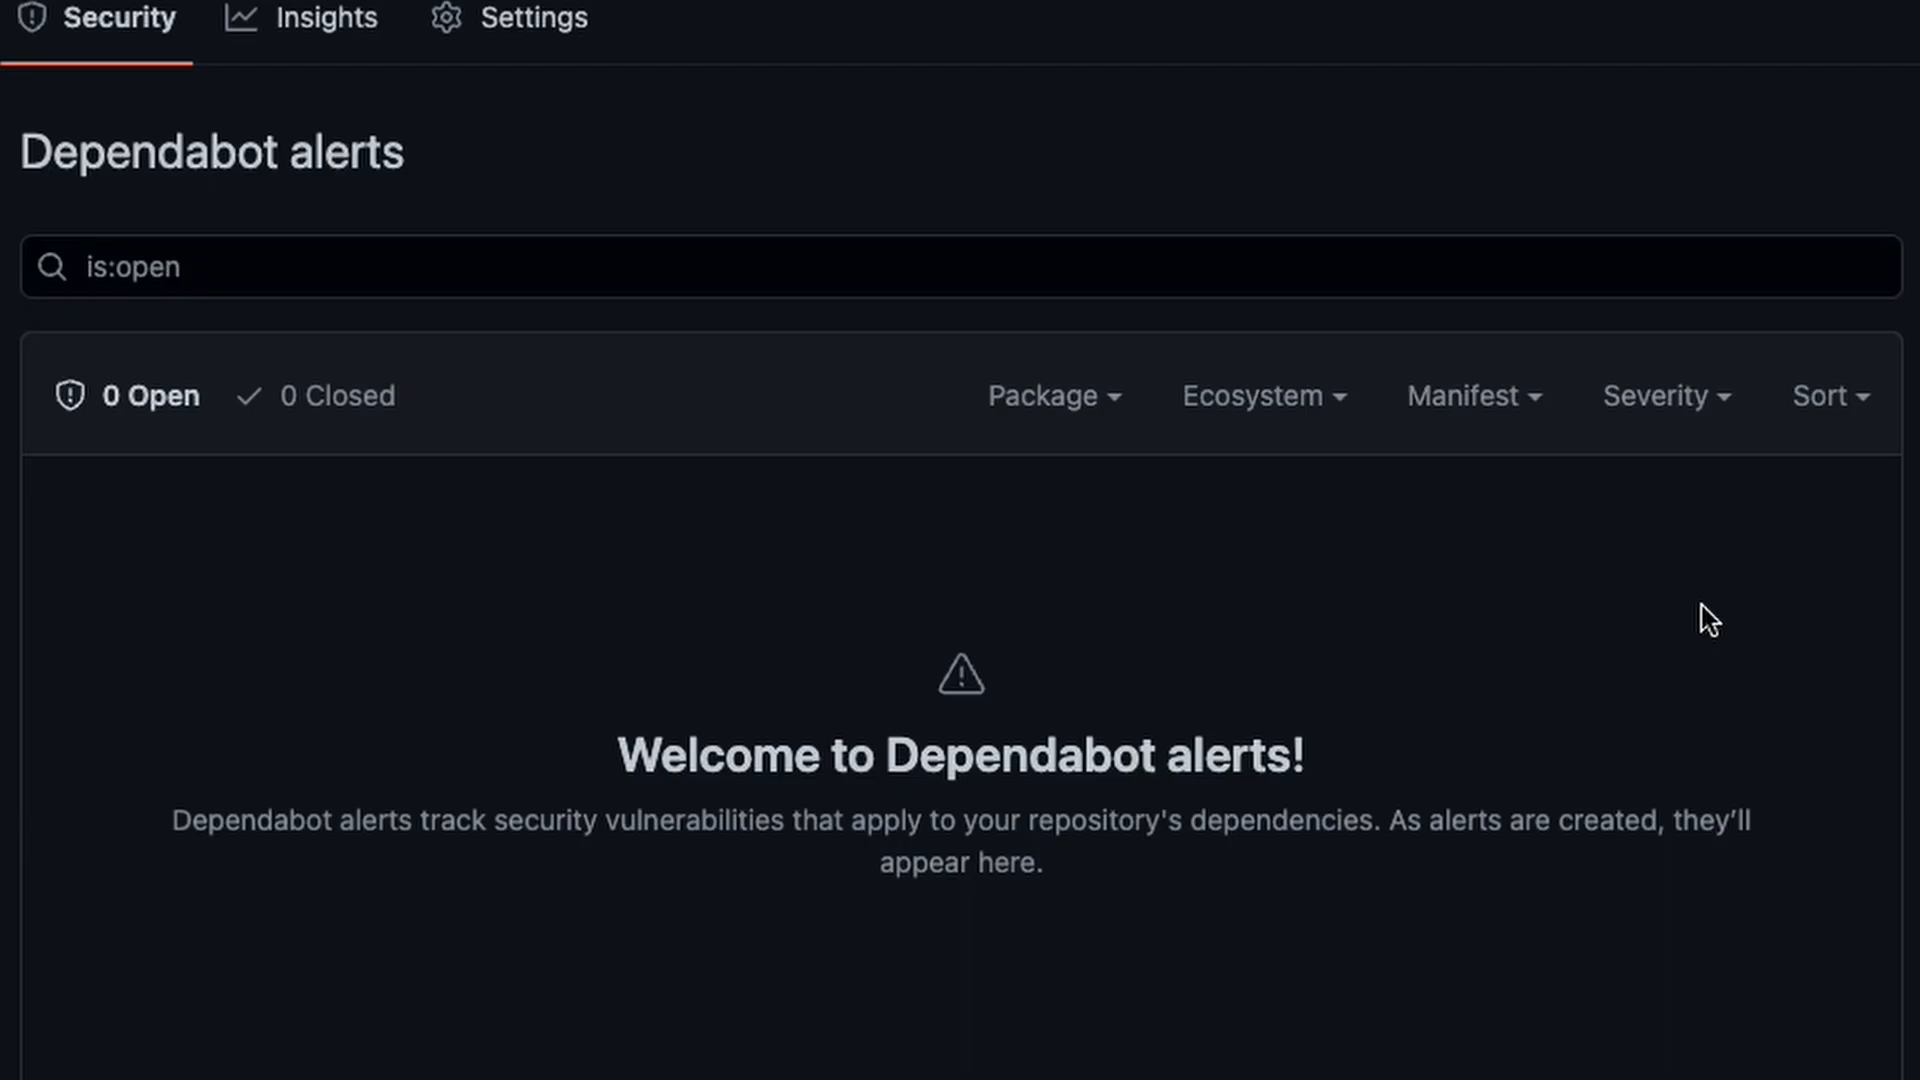 Security Insights Settings
Dependabot alerts
is:open
0 Open 0 Closed Package Ecosystem Manifest Severity Sort
Welcome to Dependabot alerts!
Dependabot alerts track security vulnerabilities that apply to your repository's dependencies. As alerts are created, they’ll
appear here.